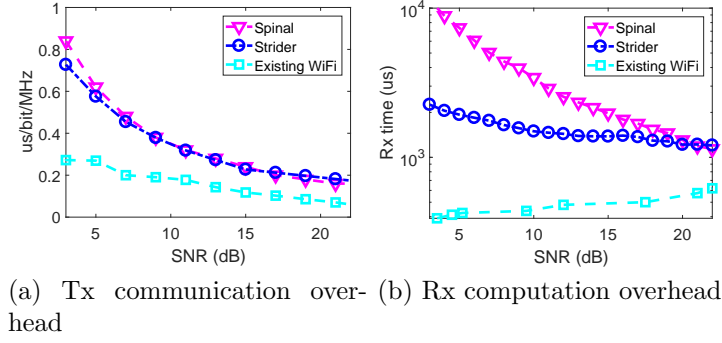 1
0.8
0.6
0.4
0.2
0
us/bit/MHz
5 10 15 20
SNR (dB)
Spinal
Strider
Existing WiFi
10^4
10^3
Rx time (us)
5 10 15 20
SNR (dB)
Spinal
Strider
Existing WiFi
(a) Tx communication over-
head
(b) Rx computation overhead